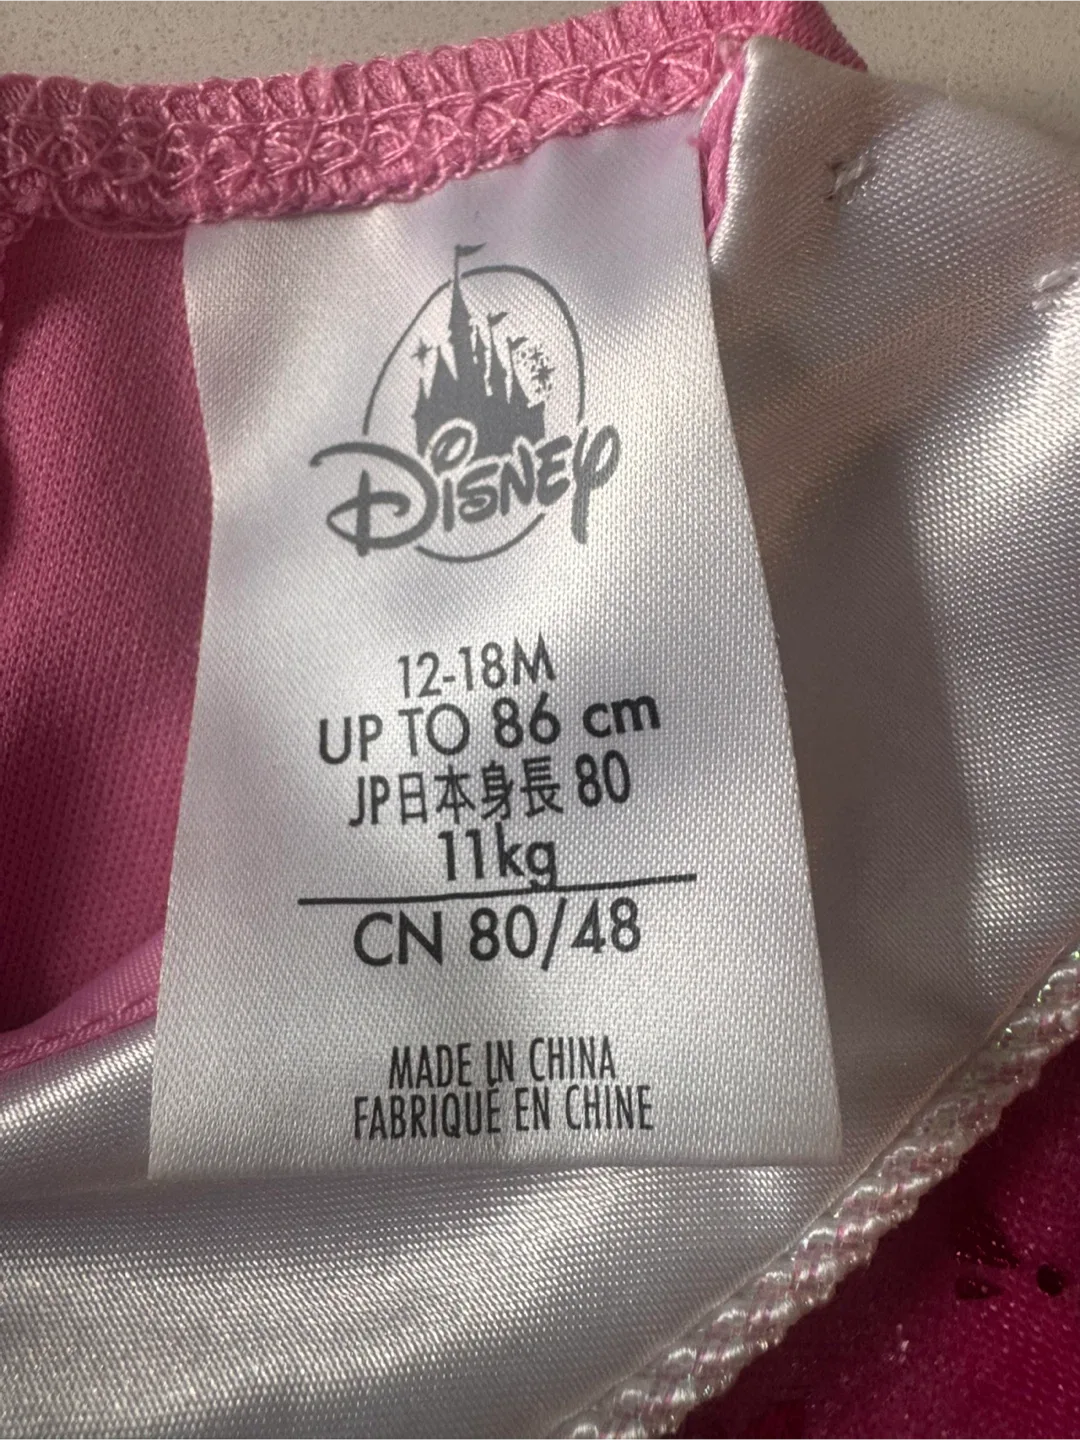 DISNEY
12-18M
UP TO 86 cm
JP日本身長 80
11kg
CN 80/48
MADE IN CHINA
FABRIQUÉ EN CHINE